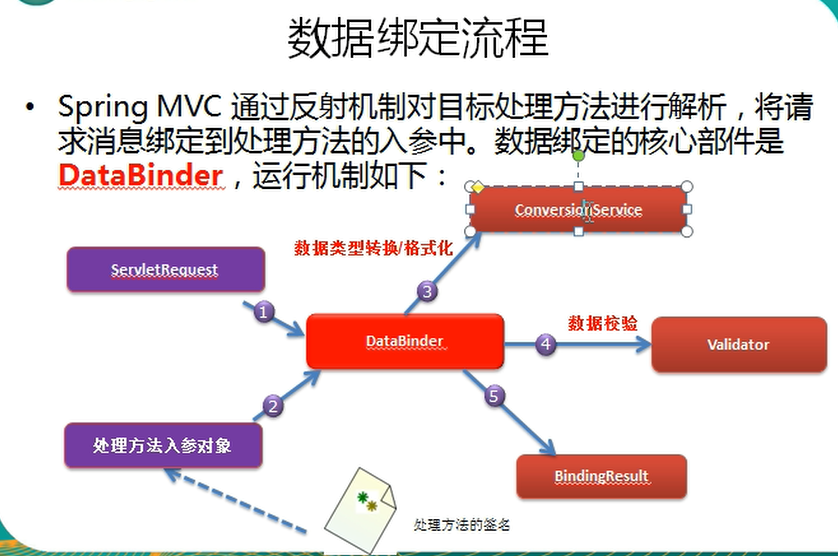 数据绑定流程
• Spring MVC 通过反射机制对目标处理方法进行解析，将请
求消息绑定到处理方法的入参中。数据绑定的核心部件是
DataBinder，运行机制如下：
ConversionService
数据类型转换/格式化
ServletRequest
3
1
数据校验
DataBinder
4
Validator
2
5
处理方法入参对象
BindingResult
处理方法的签名